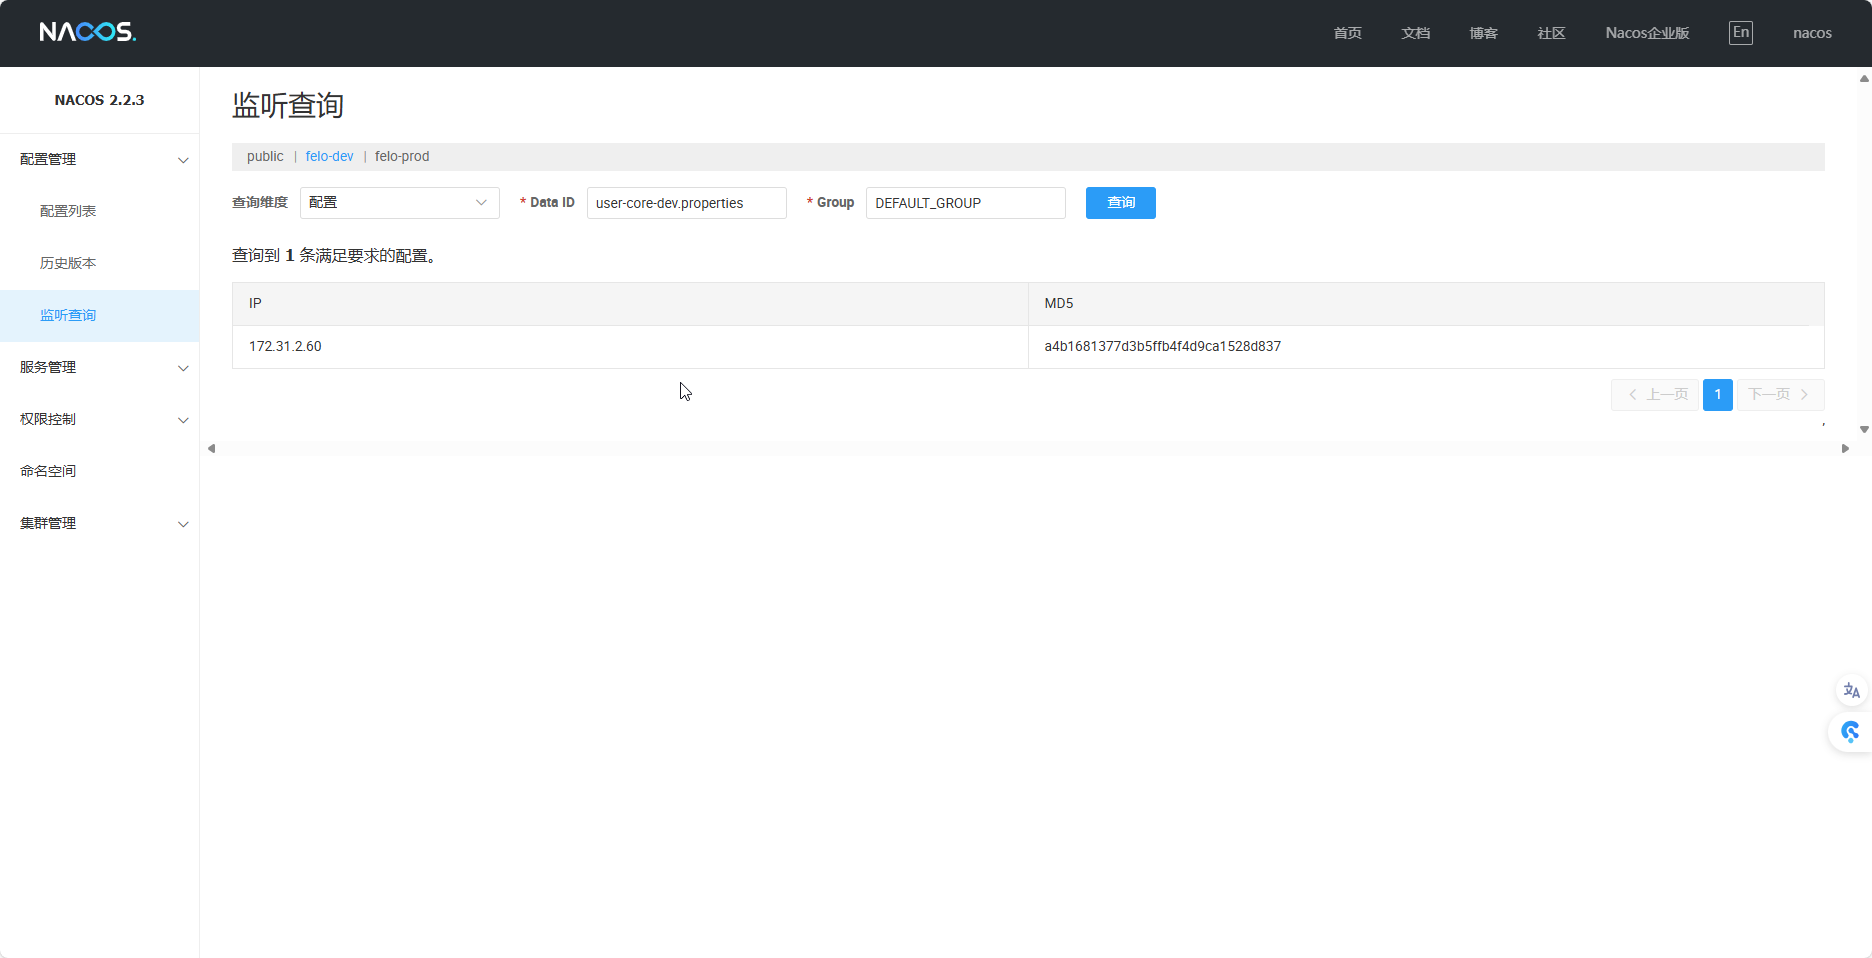 NACOS.
首页 文档 博客 社区 Nacos企业版 En nacos
NACOS 2.2.3
配置管理
配置列表
历史版本
监听查询
服务管理
权限控制
命名空间
集群管理
监听查询
public | felo-dev | felo-prod
查询维度 配置 * Data ID user-core-dev.properties * Group DEFAULT_GROUP 查询
查询到 1 条满足要求的配置。
IP MD5
172.31.2.60 a4b1681377d3b5ffb4f4d9ca1528d837
上一页 1 下一页